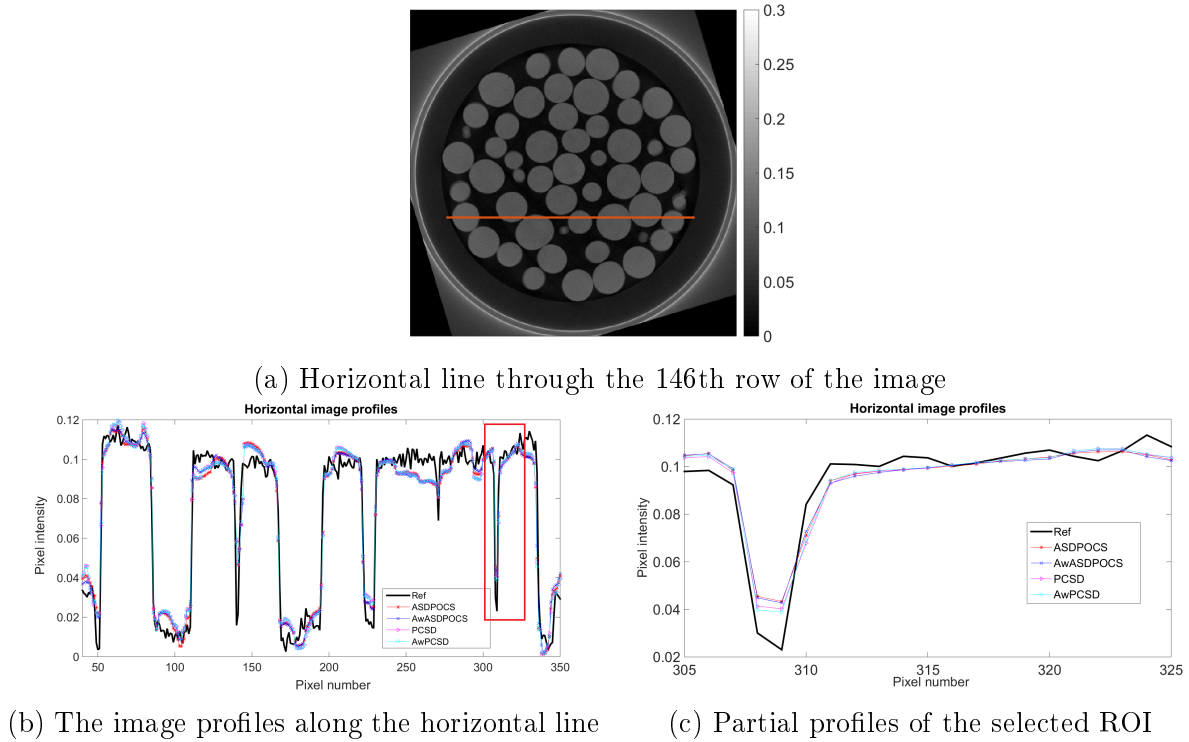 0.3
0.25
0.2
0.15
0.1
0.05
0
(a) Horizontal line through the 146th row of the image
Horizontal image profiles
0.12
0.1
0.08
0.06
0.04
0.02
0
Pixel intensity
50 100 150 200 250 300 350
Pixel number
Ref
ASDPOCS
AwASDPOCS
PCSD
AwPCSD
(b) The image profiles along the horizontal line
Horizontal image profiles
0.12
0.1
0.08
0.06
0.04
0.02
Pixel intensity
305 310 315 320 325
Pixel number
Ref
ASDPOCS
AwASDPOCS
PCSD
AwPCSD
(c) Partial profiles of the selected ROI